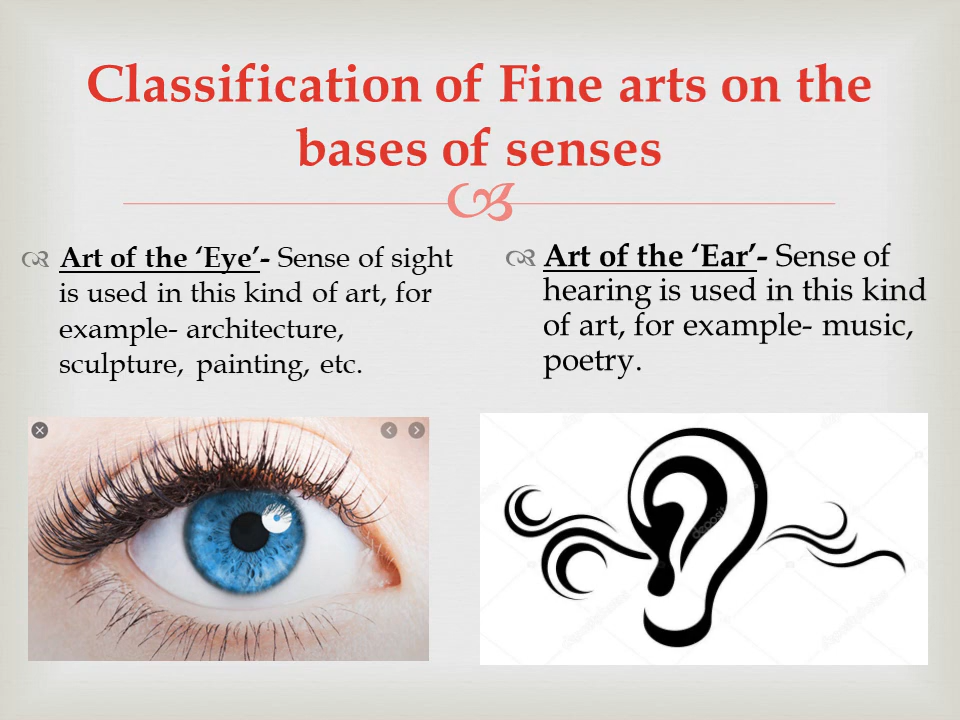 Classification of Fine arts on the
bases of senses
Art of the ‘Eye’- Sense of sight
is used in this kind of art, for
example- architecture,
sculpture, painting, etc.
Art of the ‘Ear’- Sense of
hearing is used in this kind
of art, for example- music,
poetry.